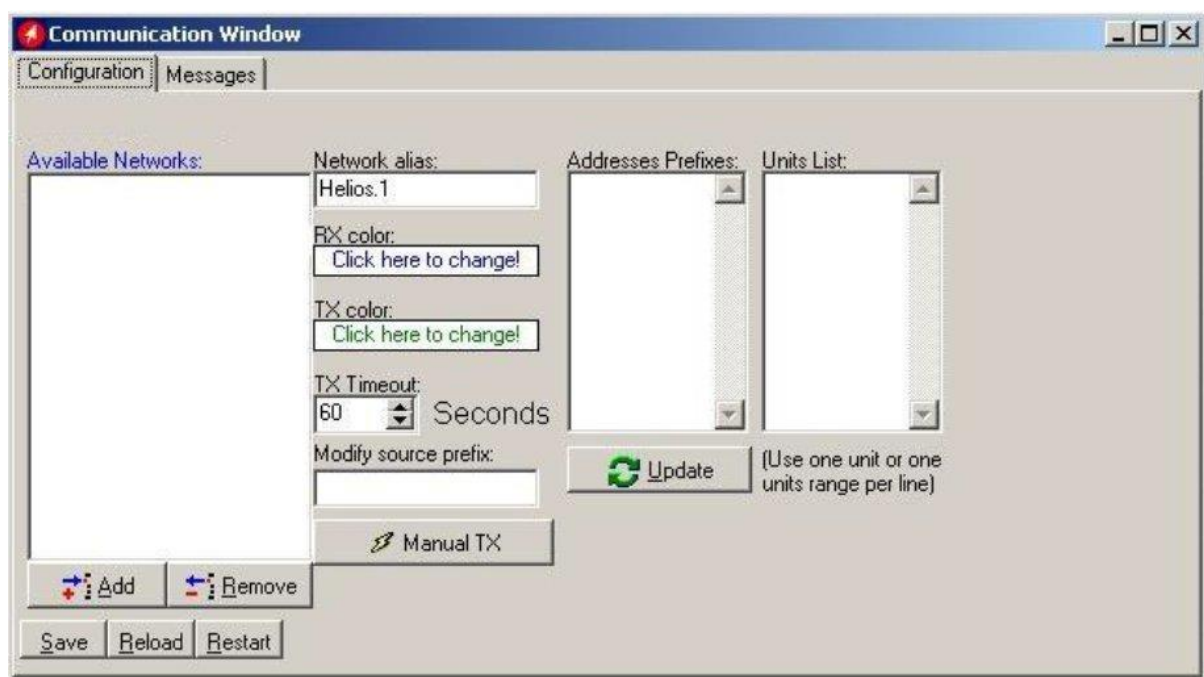 Communication Window
Configuration
Messages
Available Networks:
Network alias:
Helios.1
RX color:
Click here to change!
TX color:
Click here to change!
TX Timeout:
60
Seconds
Modify source prefix:
Manual TX
Addresses Prefixes:
Update
Units List:
(Use one unit or one
units range per line)
Add
Remove
Save
Reload
Restart